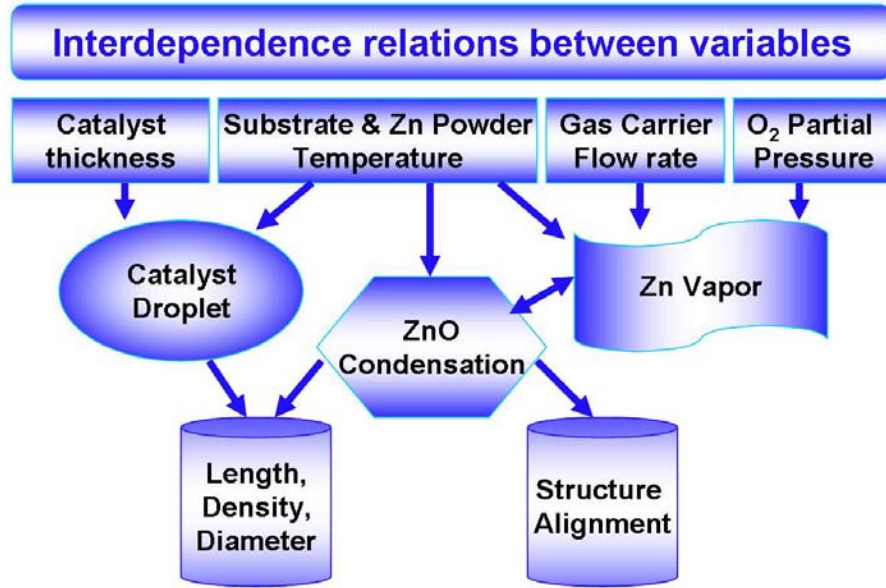 Interdependence relations between variables
Catalyst
thickness
Substrate & Zn Powder
Temperature
Gas Carrier
Flow rate
O₂ Partial
Pressure
Catalyst
Droplet
Zn Vapor
ZnO
Condensation
Length,
Density,
Diameter
Structure
Alignment